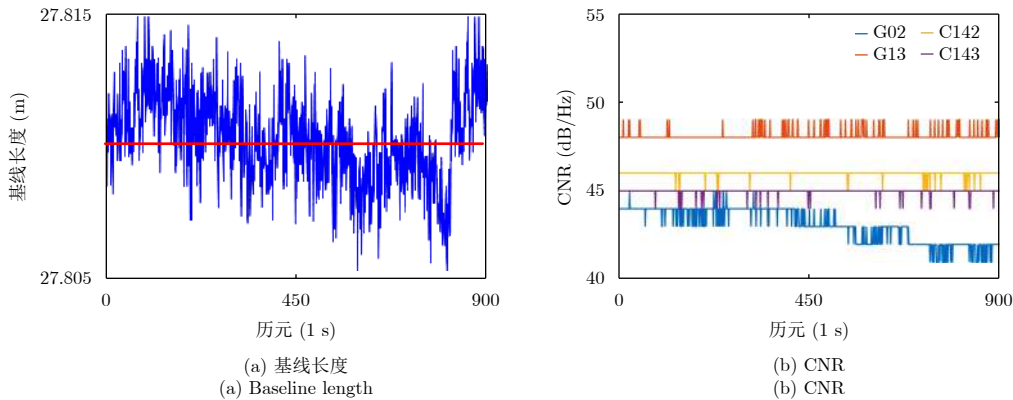 27.815
27.805
基线长度 (m)
0
450
900
历元 (1 s)
(a) 基线长度
(a) Baseline length
55
50
45
40
CNR (dB/Hz)
G02
C142
G13
C143
0
450
900
历元 (1 s)
(b) CNR
(b) CNR